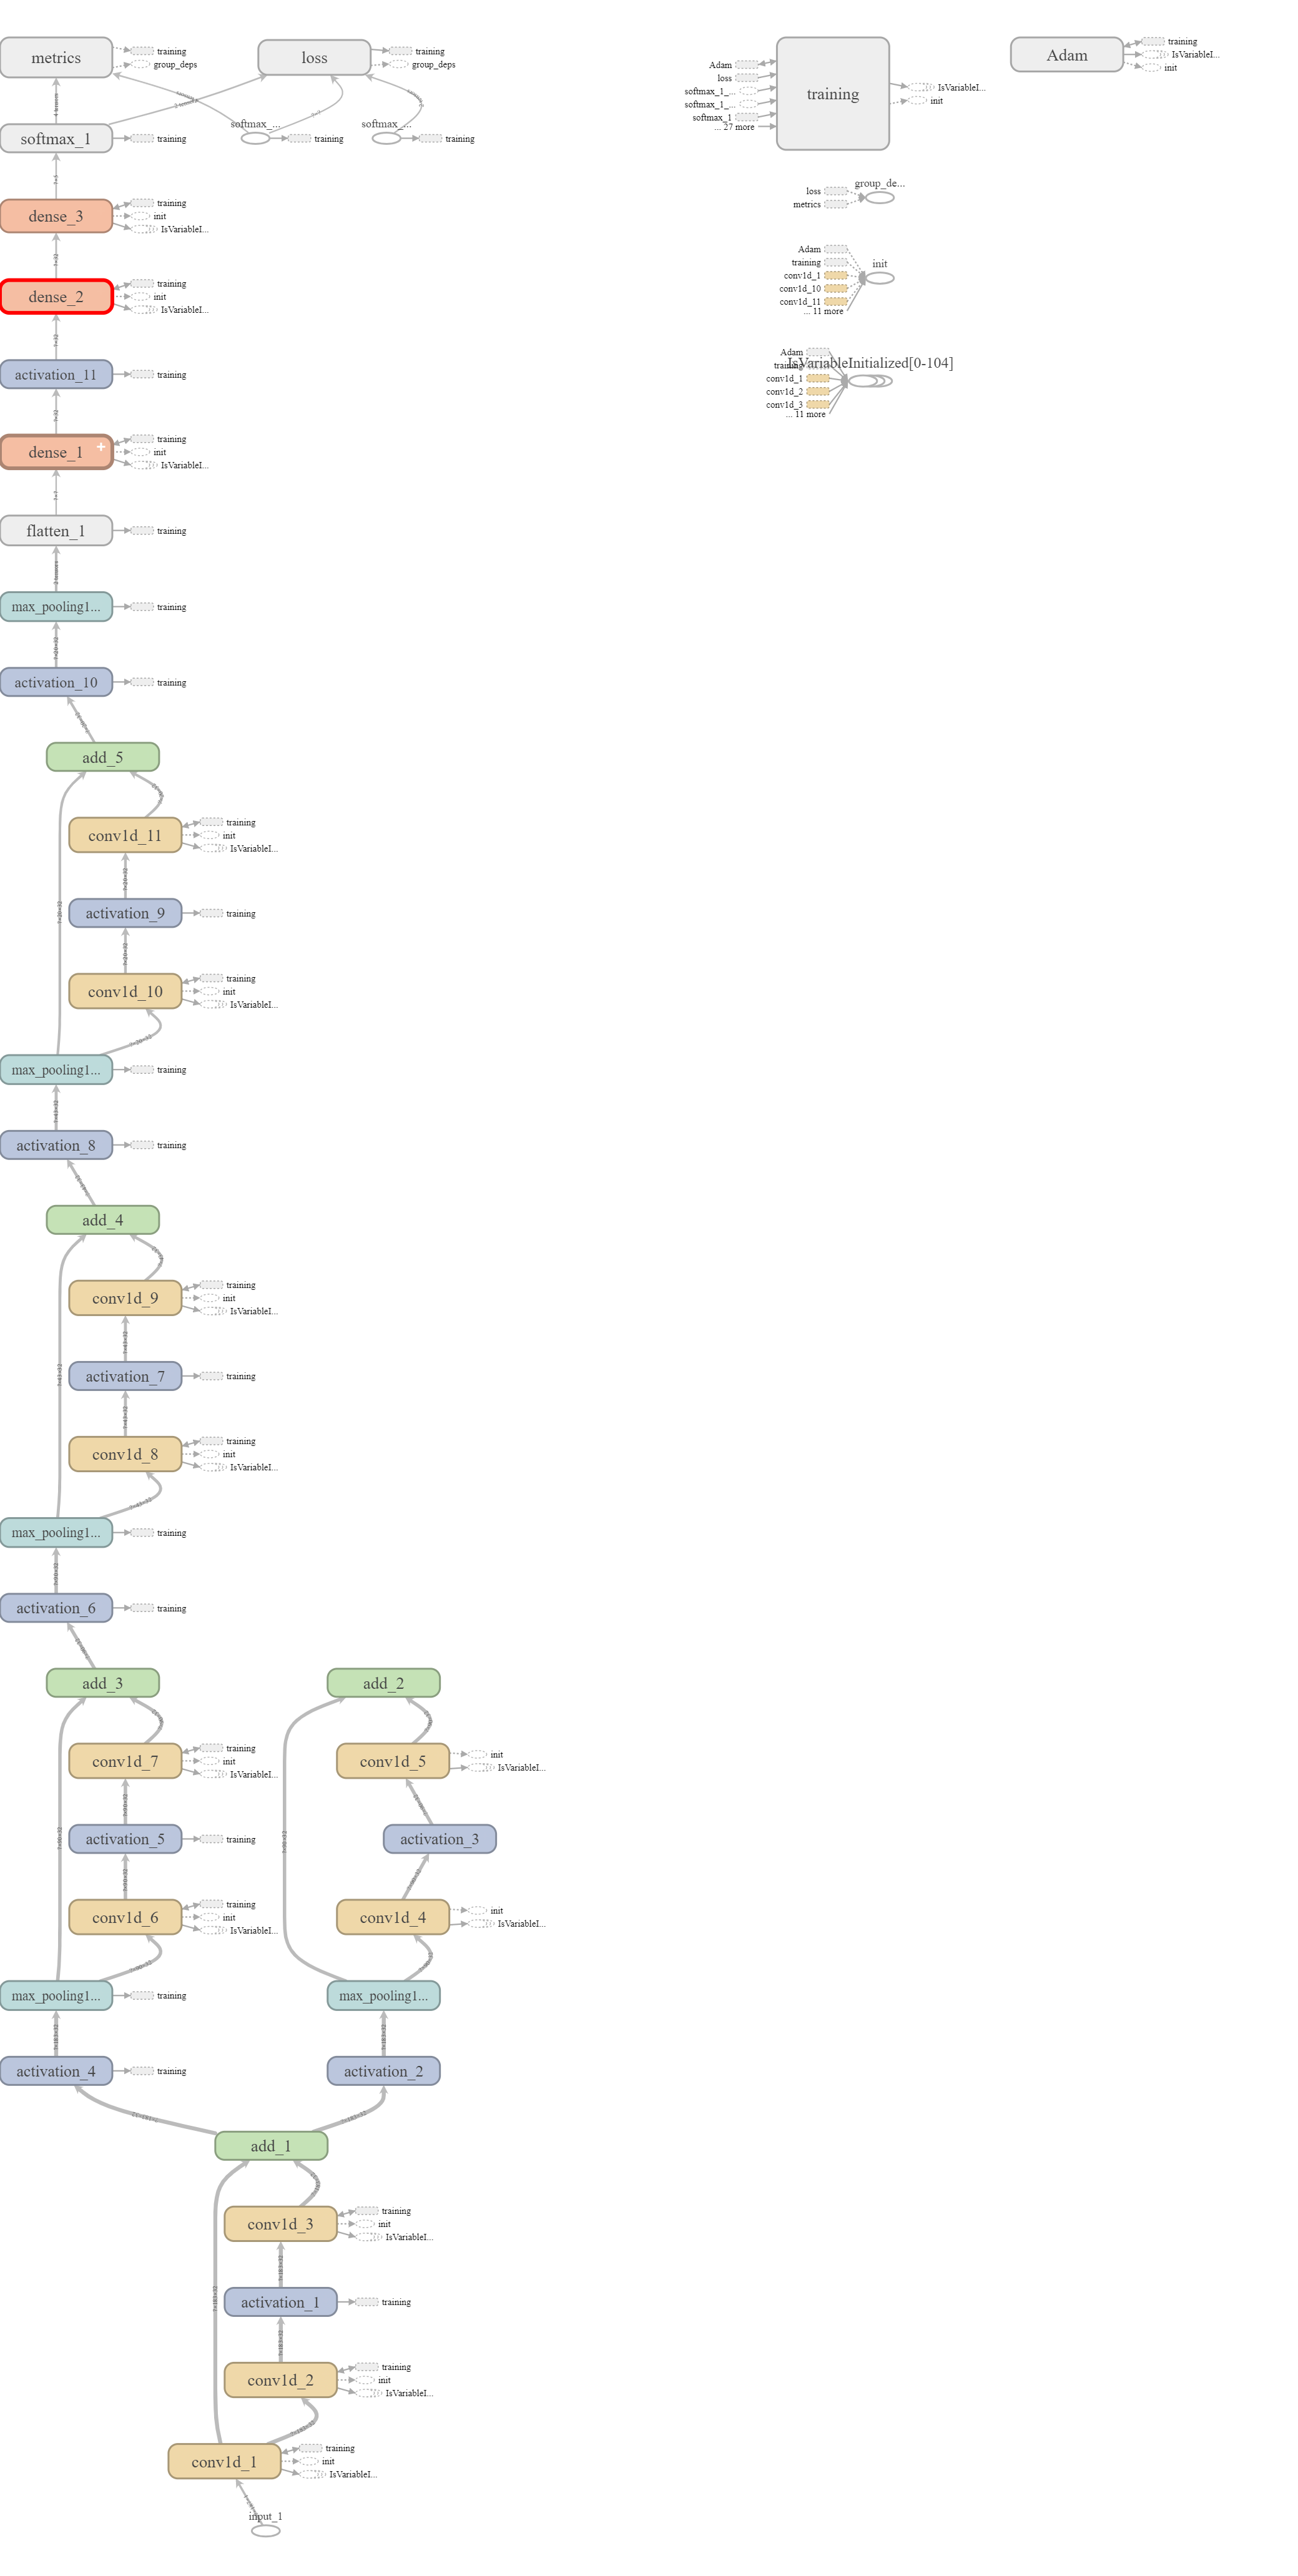 metrics
training
group_deps
loss
training
group_deps
softmax_1
training
softmax_...
training
softmax_...
training
dense_3
training
init
IsVariableI...
dense_2
training
init
IsVariableI...
activation_11
training
dense_1
training
init
IsVariableI...
flatten_1
training
max_pooling1...
training
activation_10
training
add_5
conv1d_11
training
init
IsVariableI...
activation_9
training
conv1d_10
training
init
IsVariableI...
max_pooling1...
training
activation_8
training
add_4
conv1d_9
training
init
IsVariableI...
activation_7
training
conv1d_8
training
init
IsVariableI...
max_pooling1...
training
activation_6
training
add_3
conv1d_7
training
init
IsVariableI...
activation_5
training
conv1d_6
training
init
IsVariableI...
max_pooling1...
training
activation_4
training
add_2
conv1d_5
init
IsVariableI...
activation_3
conv1d_4
init
IsVariableI...
max_pooling1...
activation_2
add_1
conv1d_3
training
init
IsVariableI...
activation_1
training
conv1d_2
training
init
IsVariableI...
conv1d_1
training
init
IsVariableI...
input_1
Adam
loss
softmax_1_...
softmax_1_...
softmax_1
... 27 more
training
IsVariableI...
init
loss
metrics
group_de...
Adam
training
conv1d_1
conv1d_10
conv1d_11
... 11 more
init
Adam
training
conv1d_1
conv1d_2
conv1d_3
... 11 more
IsVariableInitialized[0-104]
Adam
training
IsVariableI...
init